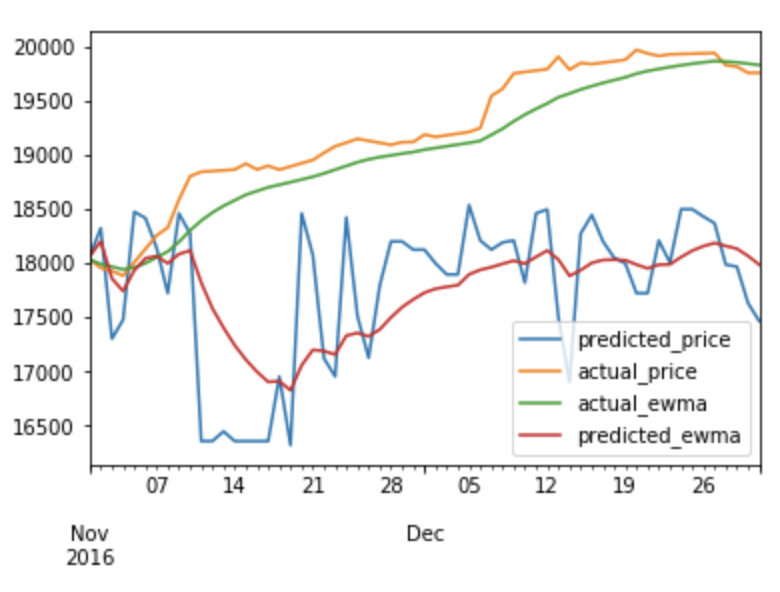 20000
19500
19000
18500
18000
17500
17000
16500
predicted_price
actual_price
actual_ewma
predicted_ewma
07 14 21 28 05 12 19 26
Nov Dec
2016